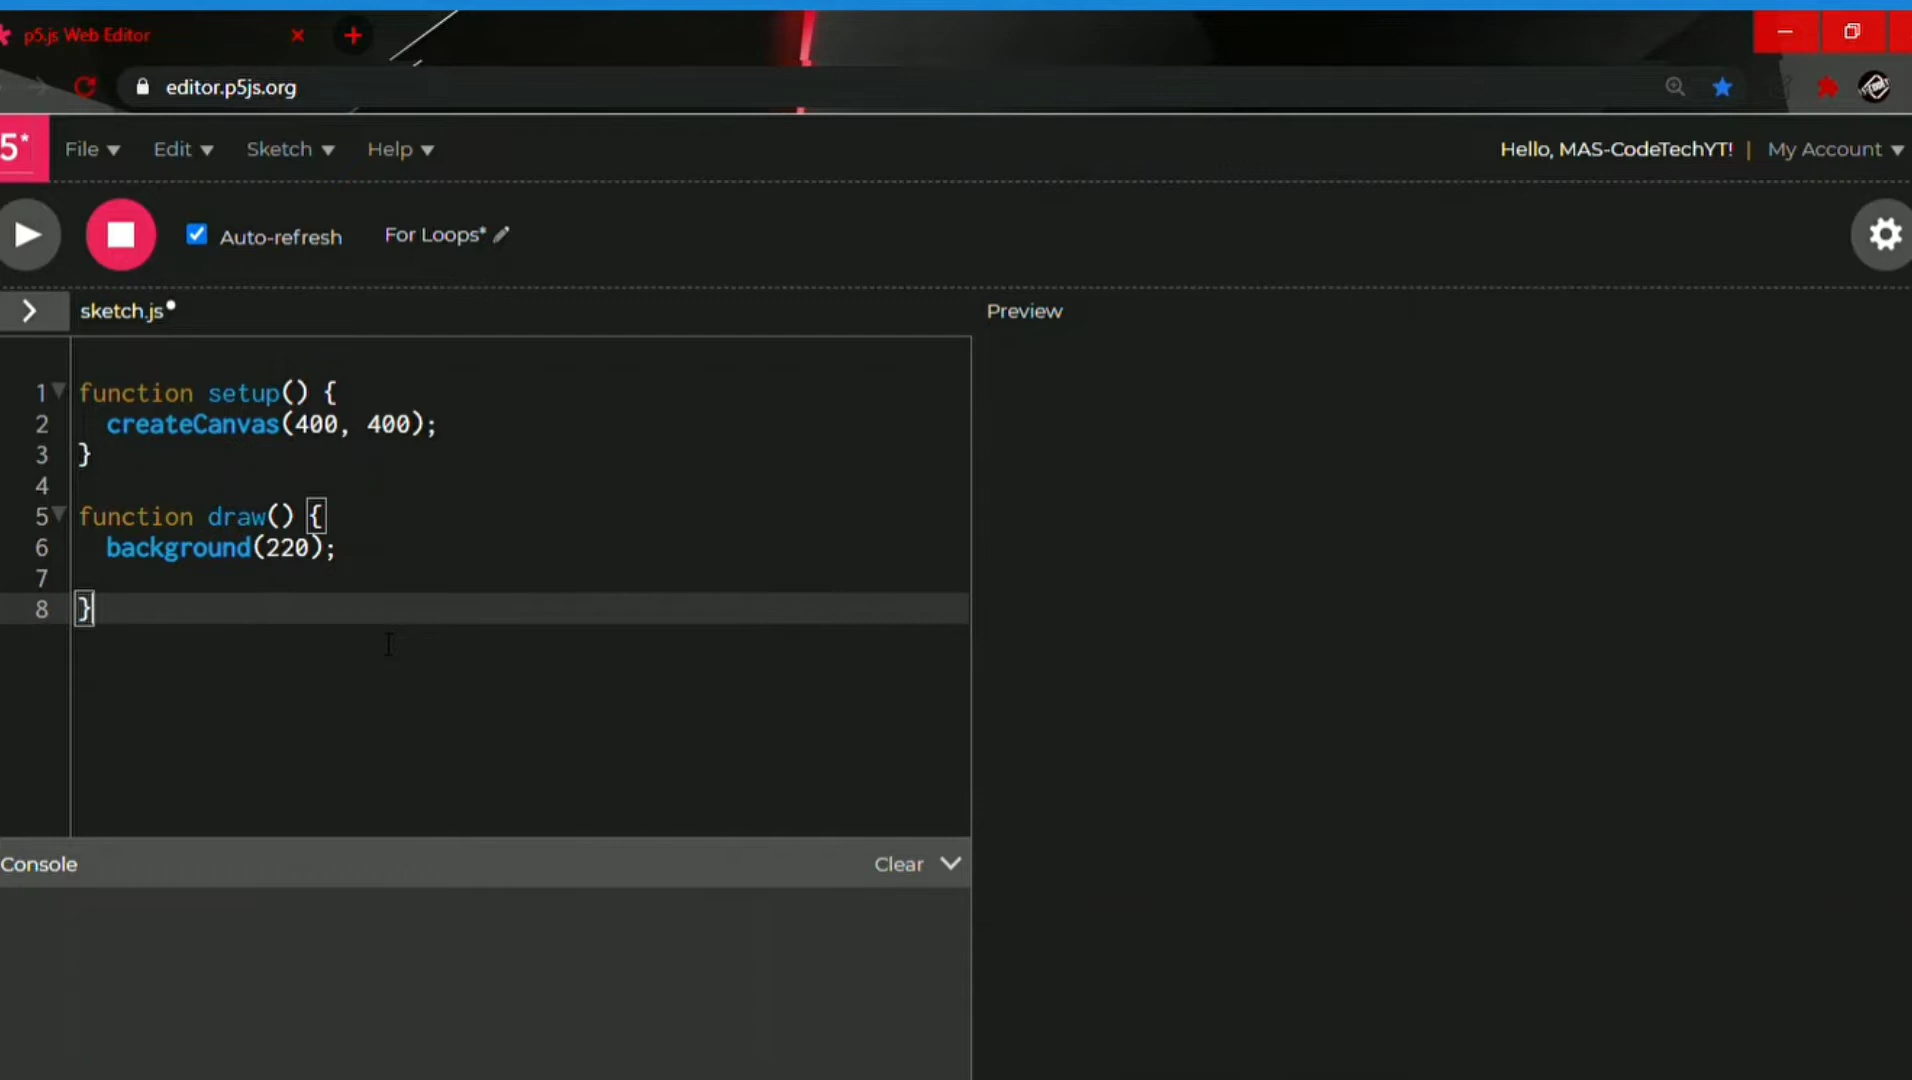 p5.js Web Editor
editor.p5js.org
5*
File
Edit
Sketch
Help
Hello, MAS-CodeTechYT!
|
My Account
Auto-refresh
For Loops*
sketch.js
Preview
1 function setup() {
2 createCanvas(400, 400);
3 }
4
5 function draw() {
6 background(220);
7
8 }
Console
Clear